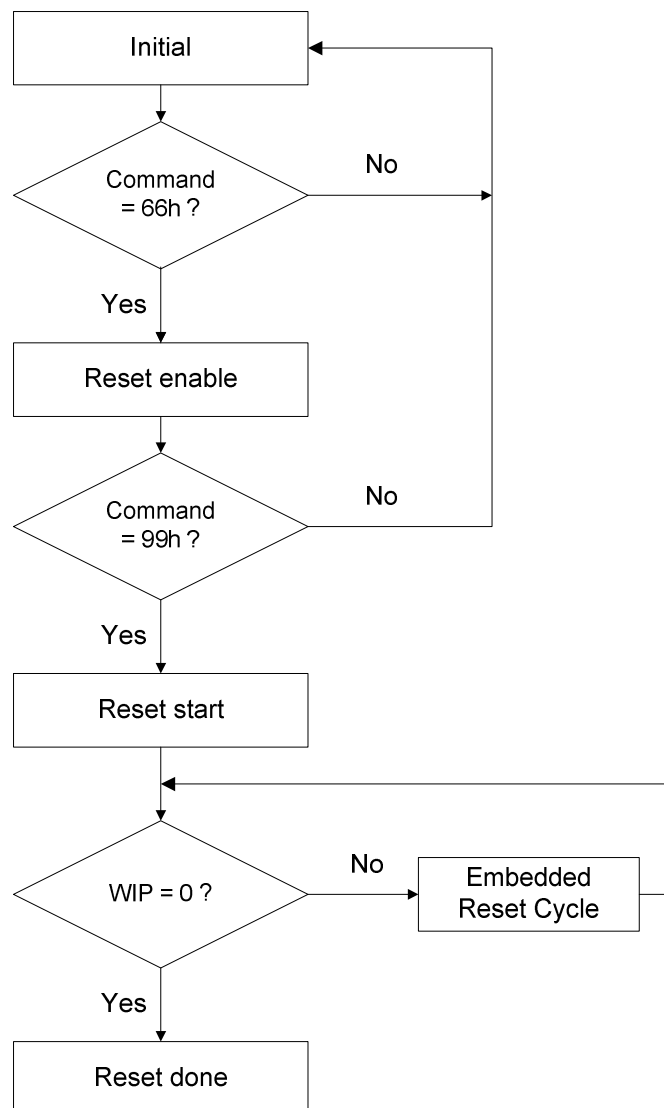 Initial
Command
= 66h ?
No
Yes
Reset enable
Command
= 99h ?
No
Yes
Reset start
WIP = 0 ?
No
Embedded
Reset Cycle
Yes
Reset done